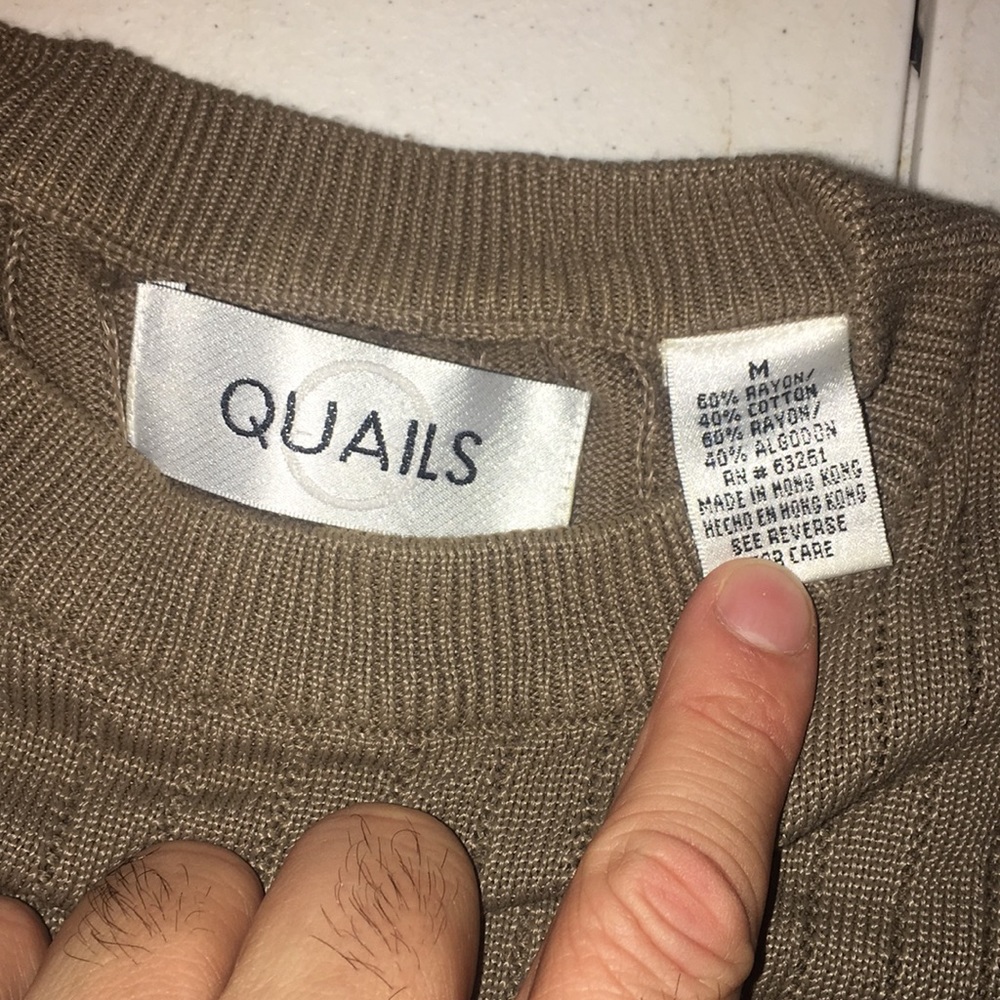 QUAILS
M
60% RAYON/
40% COTTON
60% RAYON/
40% ALGODON
RN # 63261
MADE IN HONG KONG
HECHO EN HONG KONG
SEE REVERSE
CARE